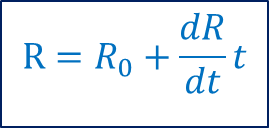 R = R₀ + dR/dt t